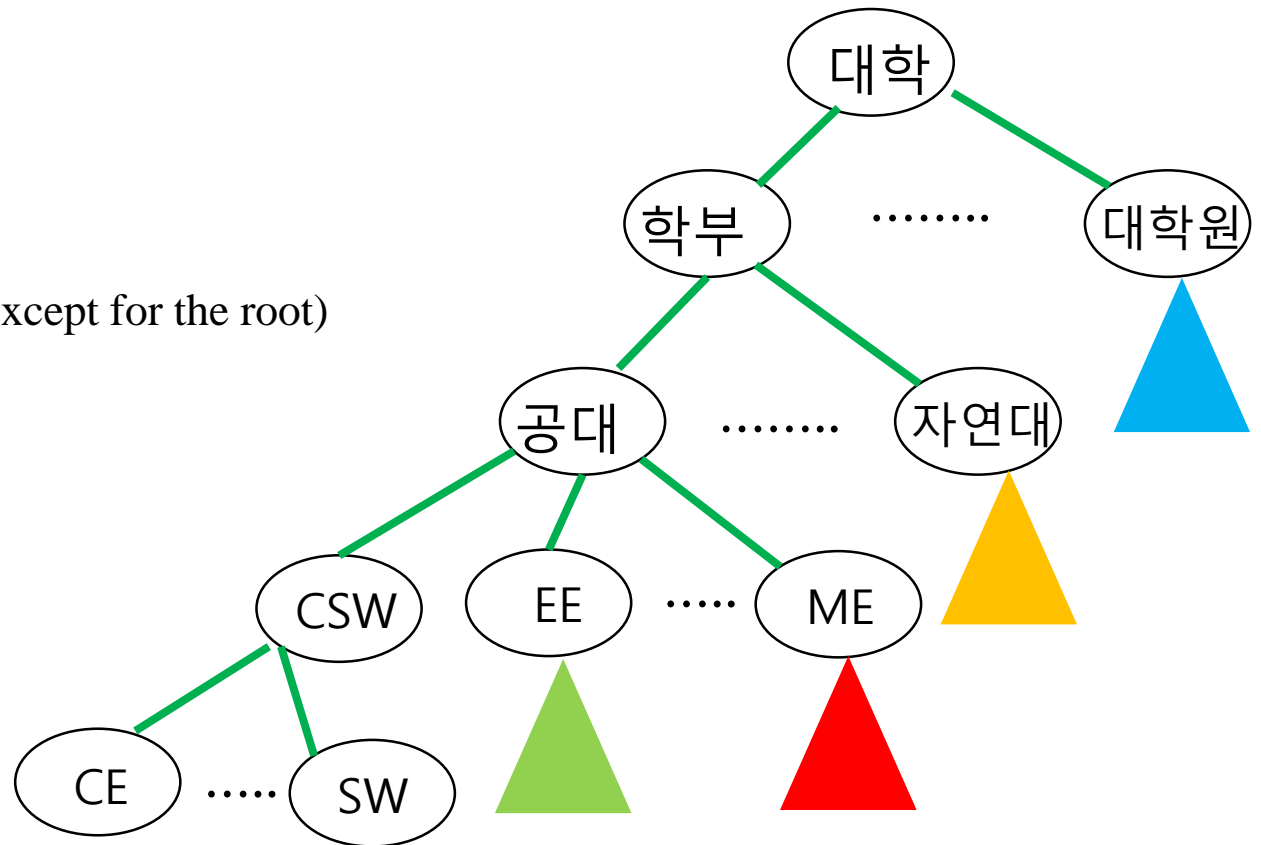 대학
학부 ........ 대학원
xcept for the root)
공대 ........ 자연대
CSW EE ..... ME
CE ..... SW